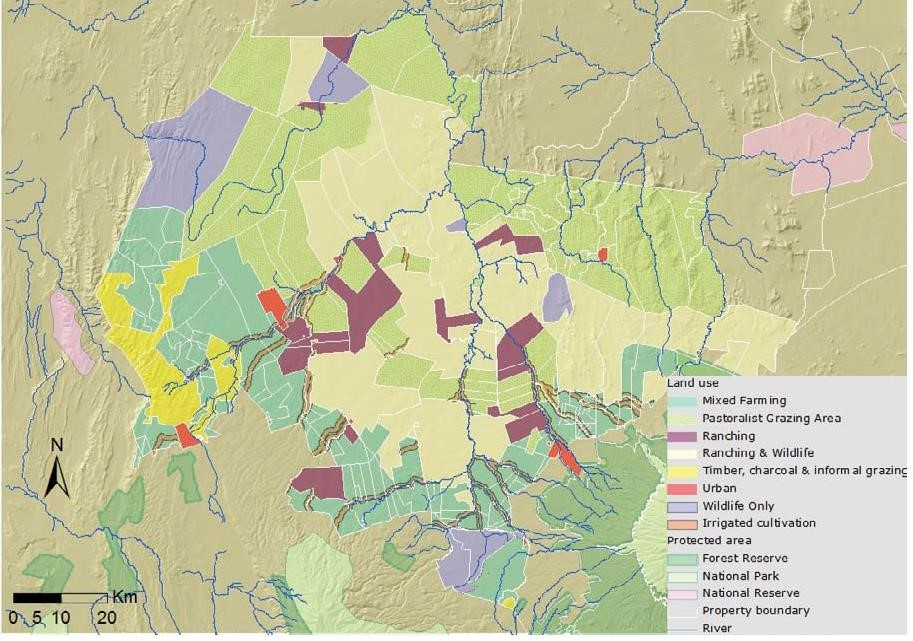 Land use
Mixed Farming
Pastoralist Grazing Area
Ranching
Ranching & Wildlife
Timber, charcoal & informal grazing
Urban
Wildlife Only
Irrigated cultivation
Protected area
Forest Reserve
National Park
National Reserve
Property boundary
River
N
Km
0 5 10 20